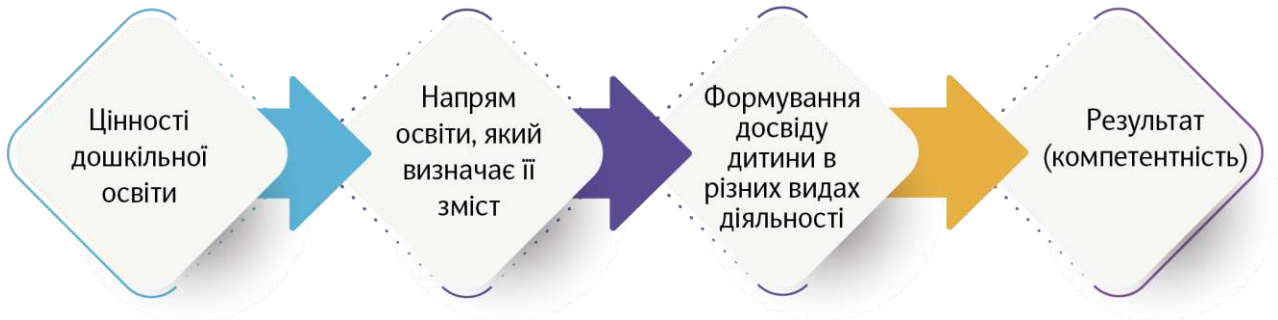 Цінності
дошкільної
освіти
Напрям
освіти, який
визначає її
зміст
Формування
досвіду
дитини в
різних видах
діяльності
Результат
(компетентність)